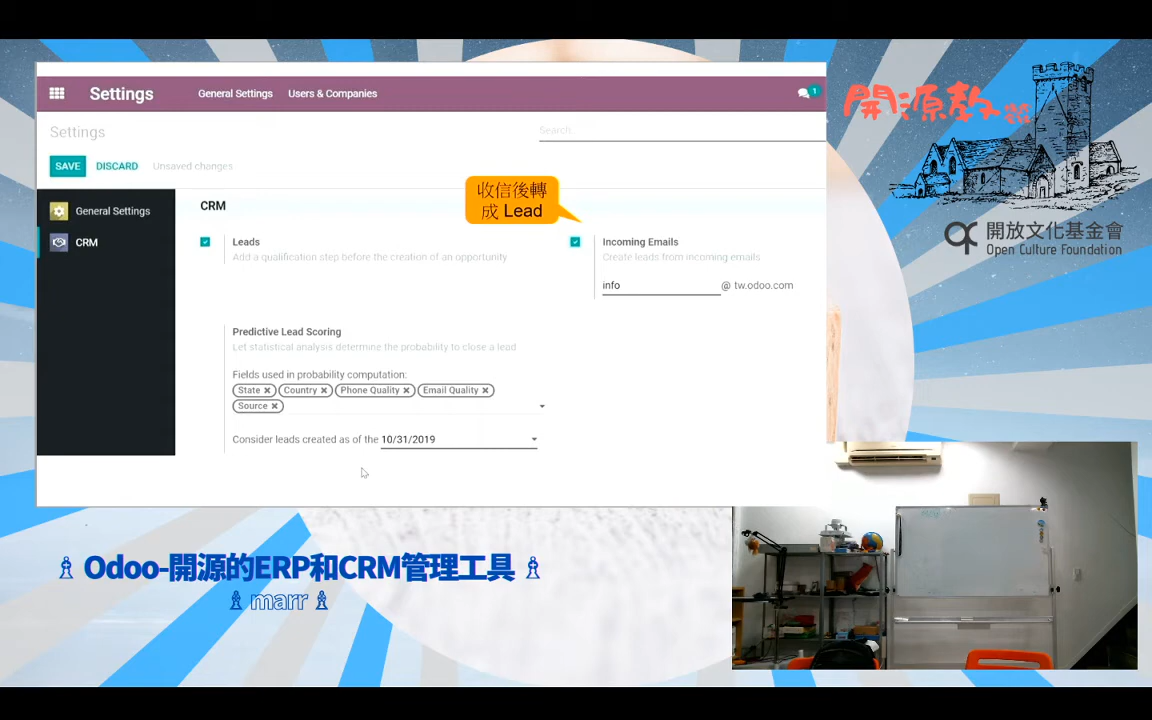 Settings
General Settings
Users & Companies
1
Settings
Search...
SAVE
DISCARD
Unsaved changes
General Settings
CRM
CRM
收信後轉
成 Lead
Leads
Add a qualification step before the creation of an opportunity
Incoming Emails
Create leads from incoming emails
info
@ tw.odoo.com
Predictive Lead Scoring
Let statistical analysis determine the probability to close a lead
Fields used in probability computation:
State × Country × Phone Quality × Email Quality ×
Source ×
Consider leads created as of the 10/31/2019
開源教
開放文化基金會
Open Culture Foundation
Odoo-開源的ERP和CRM管理工具
marr